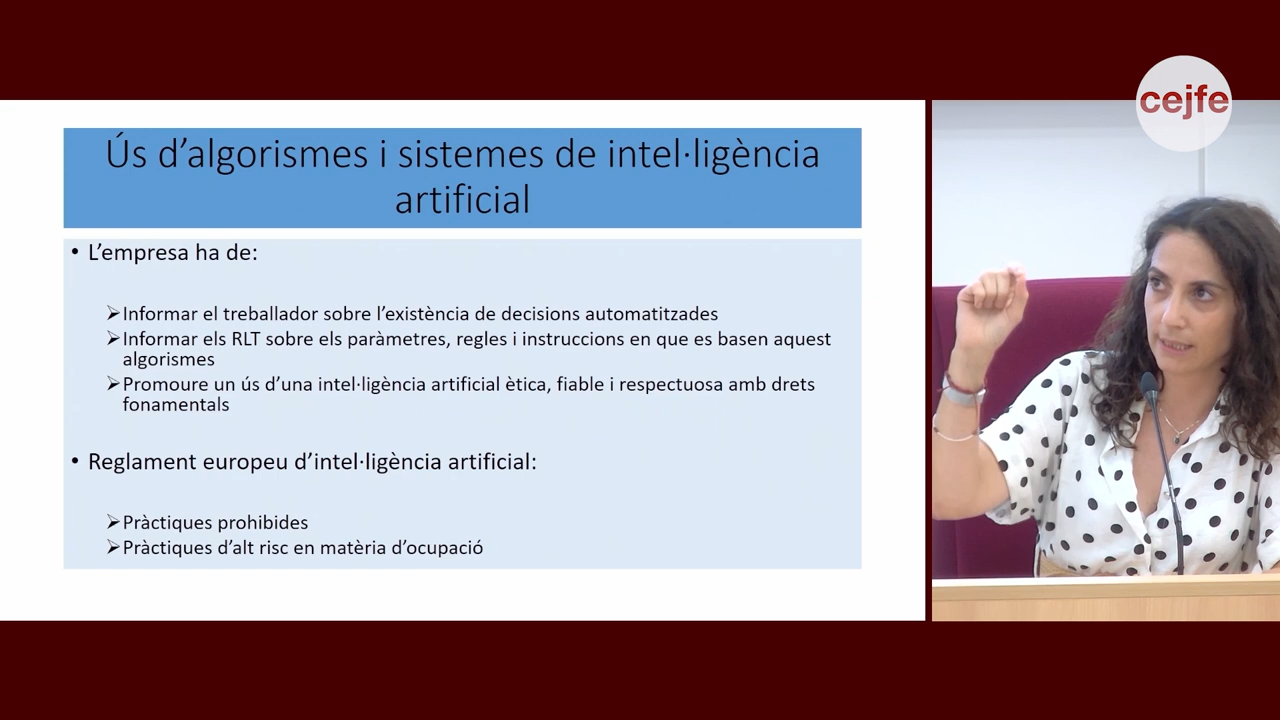 cejfe
Ús d'algorismes i sistemes de intel·ligència
artificial
• L'empresa ha de:
➢Informar el treballador sobre l'existència de decisions automatitzades
➢Informar els RLT sobre els paràmetres, regles i instruccions en que es basen aquest
algorismes
➢Promoure un ús d'una intel·ligència artificial ètica, fiable i respectuosa amb drets
fonamentals
• Reglament europeu d'intel·ligència artificial:
➢Pràctiques prohibides
➢Pràctiques d'alt risc en matèria d'ocupació